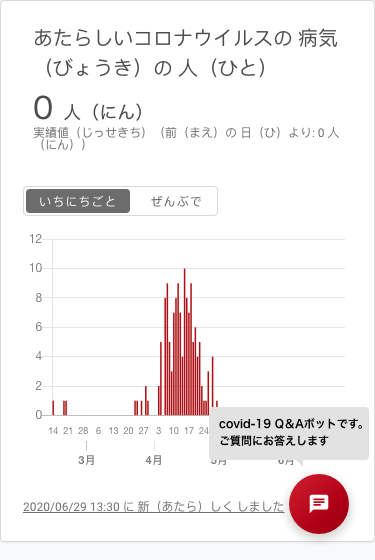 あたらしいコロナウイルスの 病気
（びょうき）の 人（ひと）
0 人（にん）
実績値（じっせきち）（前（まえ）の 日（ひ）より: 0 人
（にん））
いちにちごと ぜんぶで
12
10
8
6
4
2
0
14 21 28 6 13 20 27 3 10 17 24
3月 4月 5月 6月
covid-19 Q&Aボットです。
ご質問にお答えします
2020/06/29 13:30 に 新（あたら）しく しました